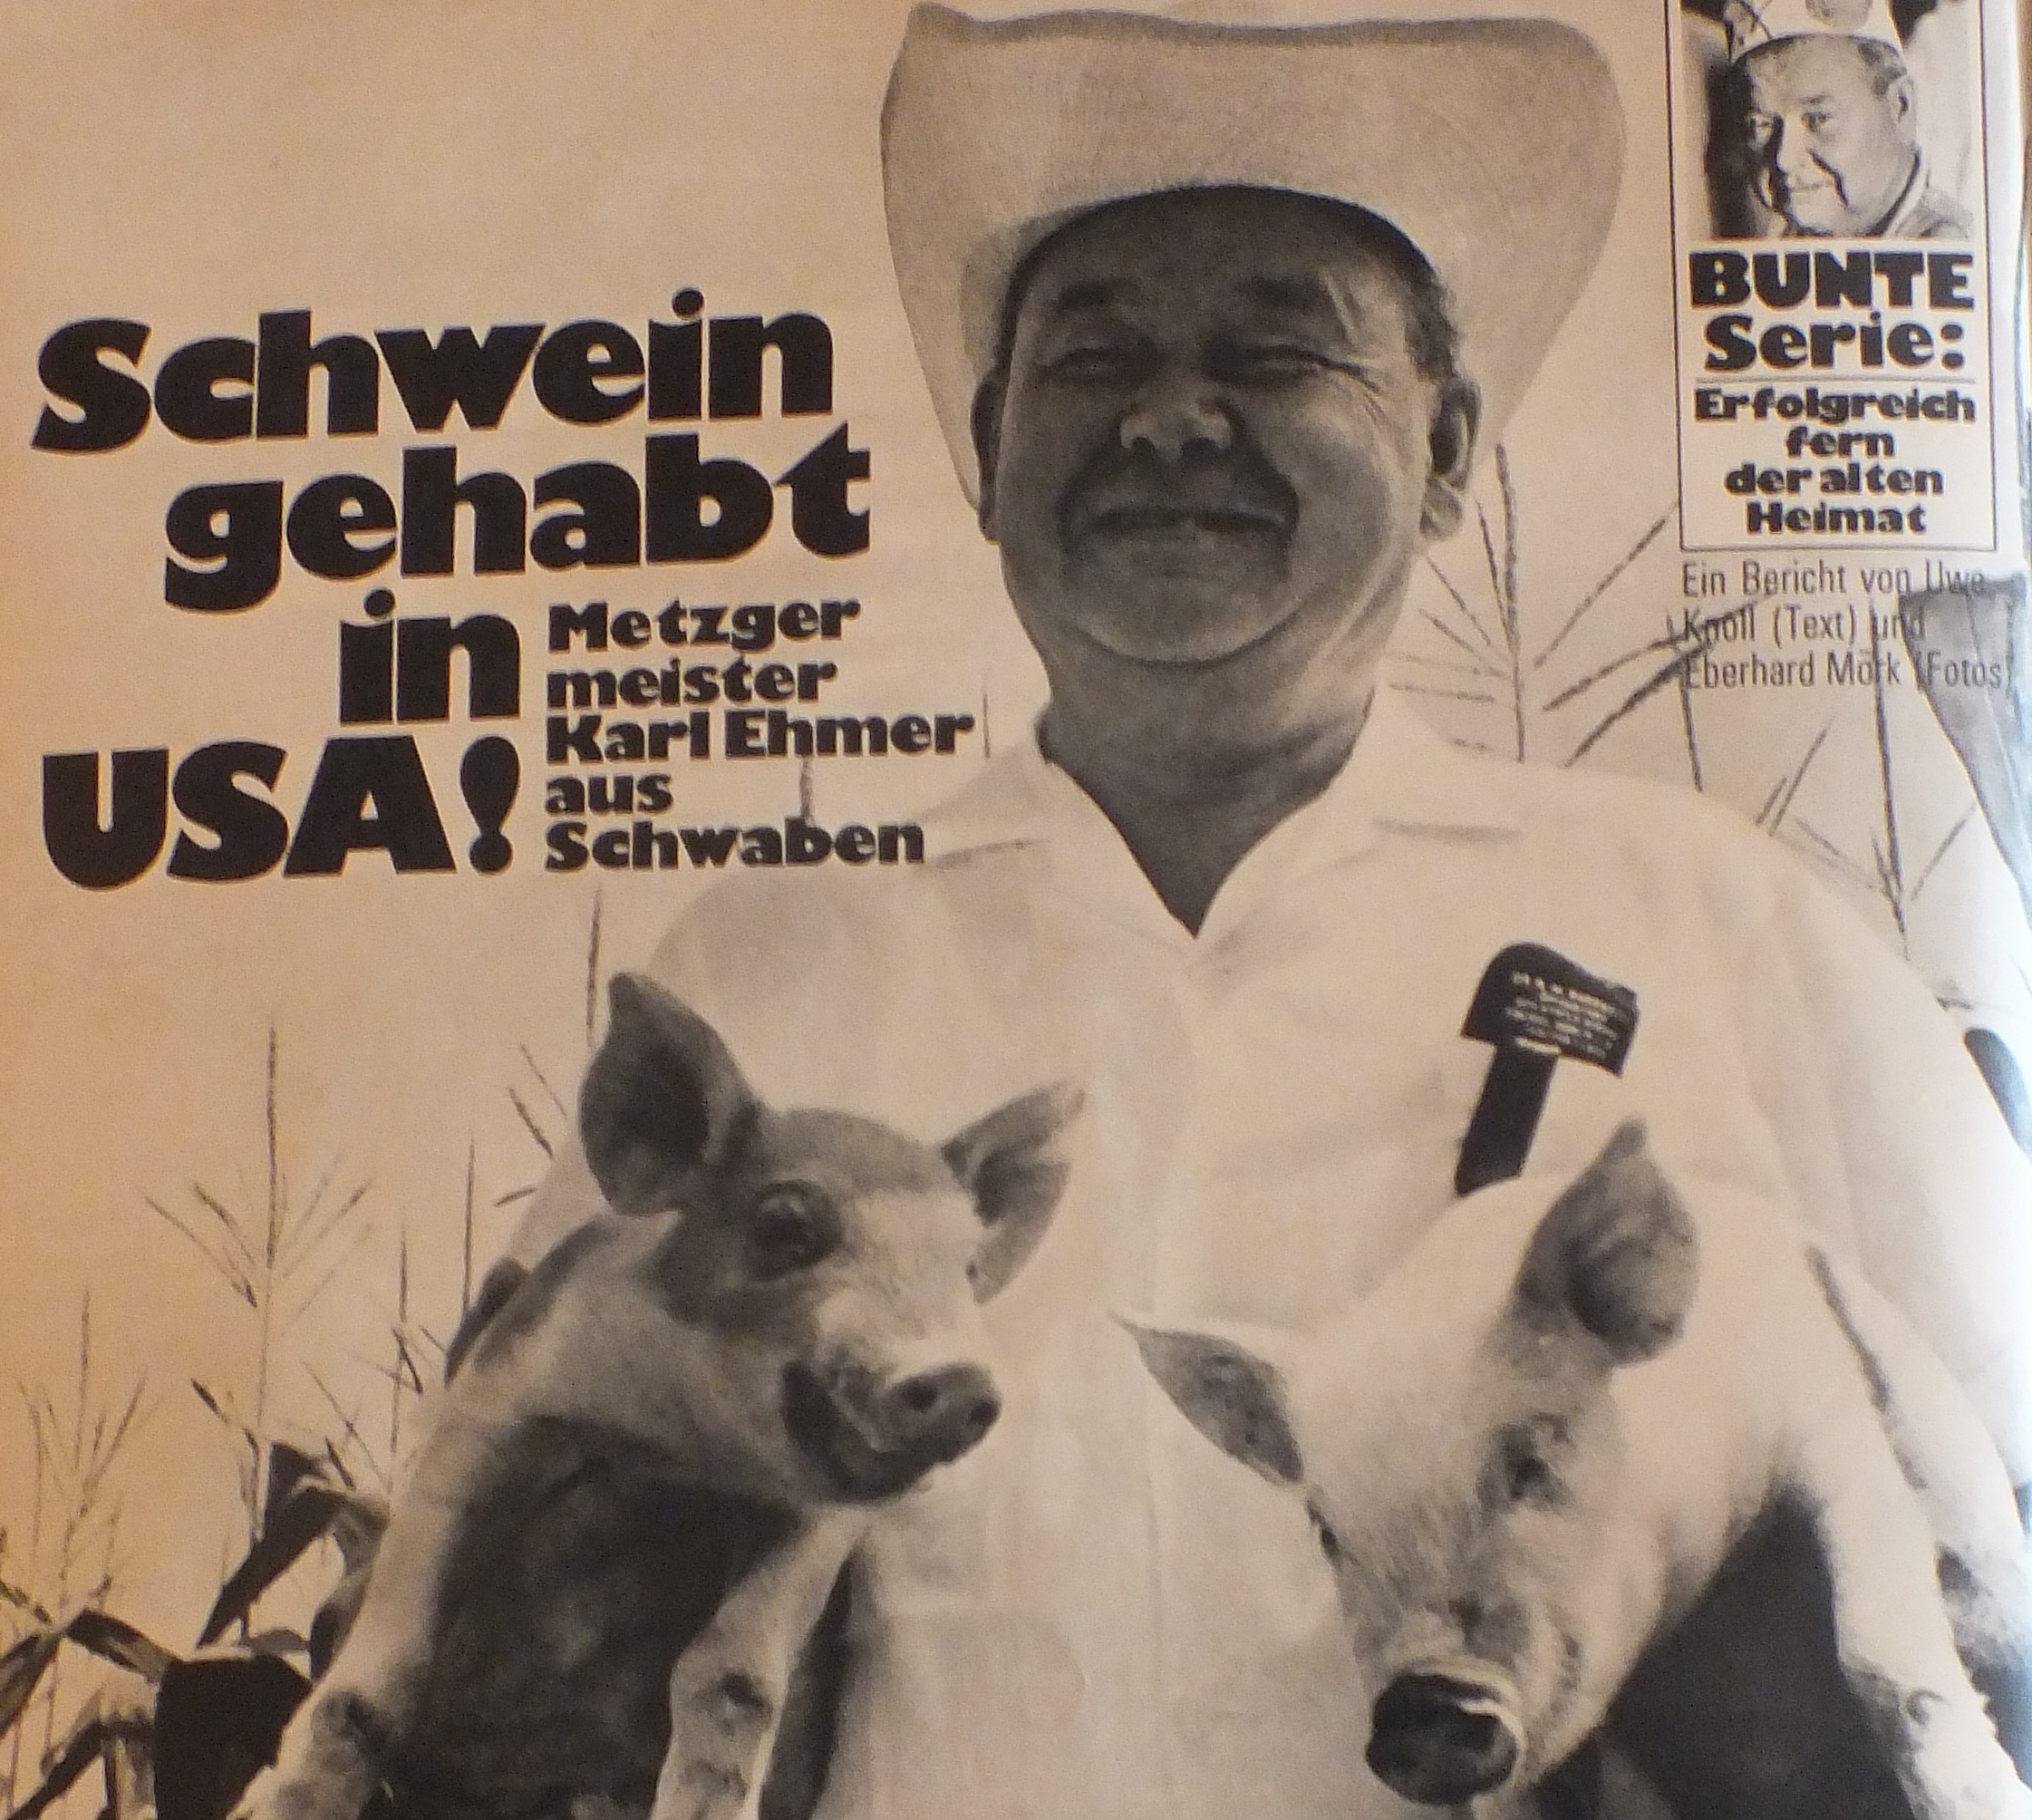 Schwein
gehabt
in
USA!
Metzger
meister
Karl Ehmer
aus
Schwaben
BUNTE
Serie:
Erfolgreich
fern
der alten
Heimat
Ein Bericht von Uwe
Knoll (Text) und
Eberhard Mörk (Fotos)